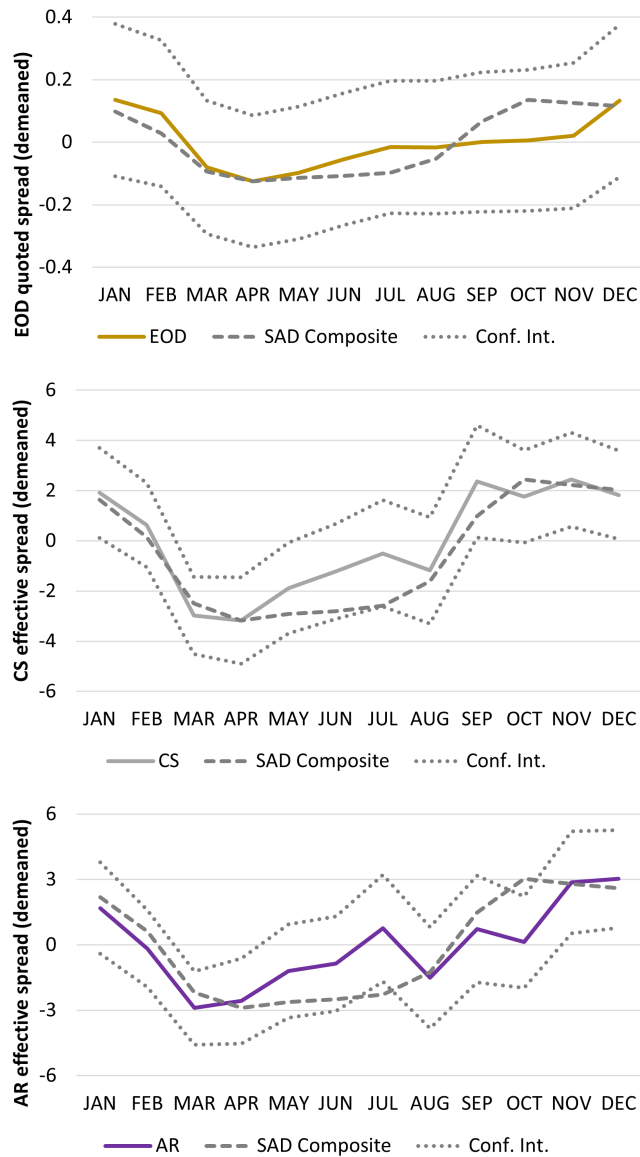 EOD quoted spread (demeaned)
0.4
0.2
0
-0.2
-0.4
JAN FEB MAR APR MAY JUN JUL AUG SEP OCT NOV DEC
EOD SAD Composite Conf. Int.
CS effective spread (demeaned)
6
4
2
0
-2
-4
-6
JAN FEB MAR APR MAY JUN JUL AUG SEP OCT NOV DEC
CS SAD Composite Conf. Int.
AR effective spread (demeaned)
6
3
0
-3
-6
JAN FEB MAR APR MAY JUN JUL AUG SEP OCT NOV DEC
AR SAD Composite Conf. Int.